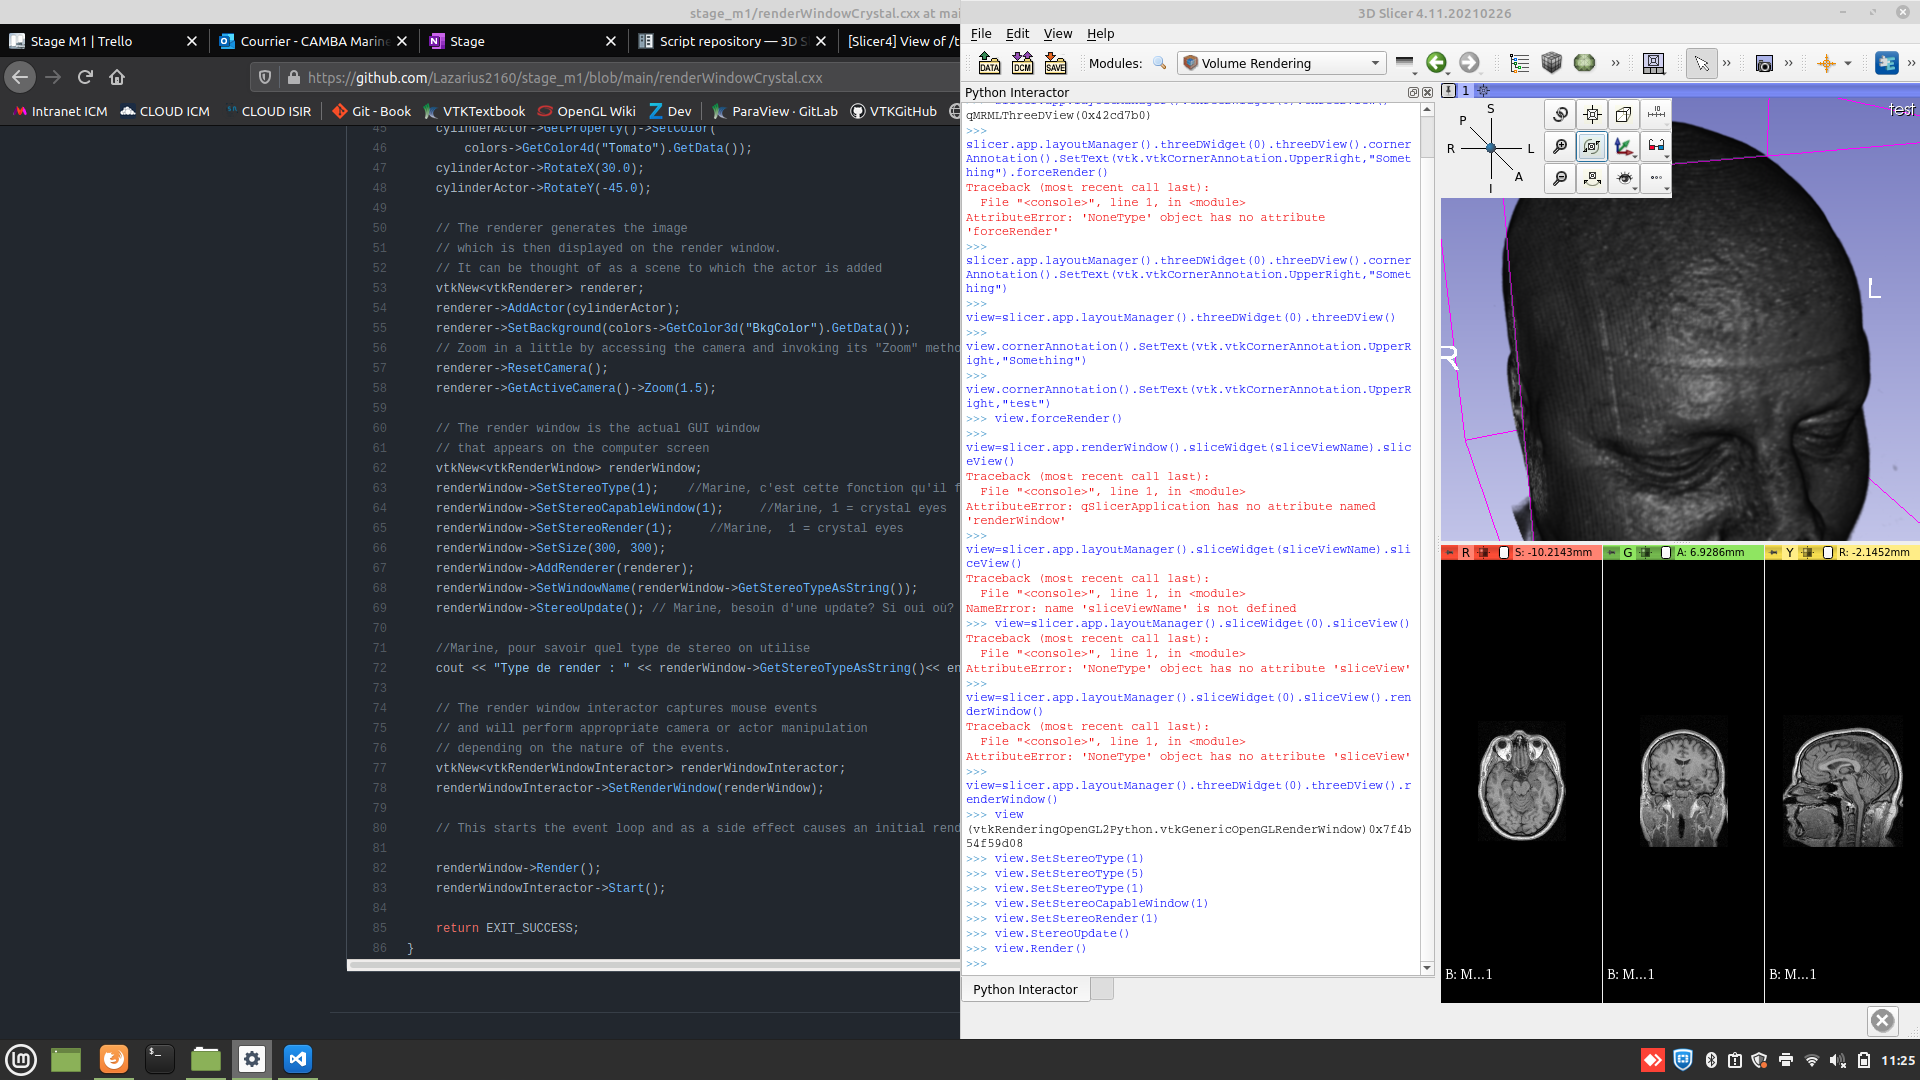 stage_m1/renderWindowCrystal.cxx at mai
3D Slicer 4.11.20210226
Stage M1 | Trello
Courrier - CAMBA Marine
Stage
Script repository — 3D S
[Slicer4] View of /t
https://github.com/Lazarius2160/stage_m1/blob/main/renderWindowCrystal.cxx
Intranet ICM
CLOUD ICM
CLOUD ISIR
Git - Book
VTKTextbook
OpenGL Wiki
Dev
ParaView · GitLab
VTKGitHub
45 cylinderActor->GetProperty()->SetColor(
46 colors->GetColor4d("Tomato").GetData());
47 cylinderActor->RotateX(30.0);
48 cylinderActor->RotateY(-45.0);
49
50 // The renderer generates the image
51 // which is then displayed on the render window.
52 // It can be thought of as a scene to which the actor is added
53 vtkNew<vtkRenderer> renderer;
54 renderer->AddActor(cylinderActor);
55 renderer->SetBackground(colors->GetColor3d("BkgColor").GetData());
56 // Zoom in a little by accessing the camera and invoking its "Zoom" metho
57 renderer->ResetCamera();
58 renderer->GetActiveCamera()->Zoom(1.5);
59
60 // The render window is the actual GUI window
61 // that appears on the computer screen
62 vtkNew<vtkRenderWindow> renderWindow;
63 renderWindow->SetStereoType(1); //Marine, c'est cette fonction qu'il f
64 renderWindow->SetStereoCapableWindow(1); //Marine, 1 = crystal eyes
65 renderWindow->SetStereoRender(1); //Marine, 1 = crystal eyes
66 renderWindow->SetSize(300, 300);
67 renderWindow->AddRenderer(renderer);
68 renderWindow->SetWindowName(renderWindow->GetStereoTypeAsString());
69 renderWindow->StereoUpdate(); // Marine, besoin d'une update? Si oui où?
70
71 //Marine, pour savoir quel type de stereo on utilise
72 cout << "Type de render : " << renderWindow->GetStereoTypeAsString()<< en
73
74 // The render window interactor captures mouse events
75 // and will perform appropriate camera or actor manipulation
76 // depending on the nature of the events.
77 vtkNew<vtkRenderWindowInteractor> renderWindowInteractor;
78 renderWindowInteractor->SetRenderWindow(renderWindow);
79
80 // This starts the event loop and as a side effect causes an initial rend
81
82 renderWindow->Render();
83 renderWindowInteractor->Start();
84
85 return EXIT_SUCCESS;
86 }
File Edit View Help
DATA
DCM
SAVE
Modules:
Volume Rendering
Python Interactor
qMRMLThreeDView(0x42cd7b0)
>>>
slicer.app.layoutManager().threeDWidget(0).threeDView().corner
Annotation().SetText(vtk.vtkCornerAnnotation.UpperRight,"Somet
hing").forceRender()
Traceback (most recent call last):
File "<console>", line 1, in <module>
AttributeError: 'NoneType' object has no attribute
'forceRender'
>>>
slicer.app.layoutManager().threeDWidget(0).threeDView().corner
Annotation().SetText(vtk.vtkCornerAnnotation.UpperRight,"Somet
hing")
>>>
view=slicer.app.layoutManager().threeDWidget(0).threeDView()
>>>
view.cornerAnnotation().SetText(vtk.vtkCornerAnnotation.UpperR
ight,"Something")
>>>
view.cornerAnnotation().SetText(vtk.vtkCornerAnnotation.UpperR
ight,"test")
>>> view.forceRender()
>>>
view=slicer.app.renderWindow().sliceWidget(sliceViewName).slic
eView()
Traceback (most recent call last):
File "<console>", line 1, in <module>
AttributeError: qSlicerApplication has no attribute named
'renderWindow'
>>>
view=slicer.app.layoutManager().sliceWidget(sliceViewName).sli
ceView()
Traceback (most recent call last):
File "<console>", line 1, in <module>
NameError: name 'sliceViewName' is not defined
>>> view=slicer.app.layoutManager().sliceWidget(0).sliceView()
Traceback (most recent call last):
File "<console>", line 1, in <module>
AttributeError: 'NoneType' object has no attribute 'sliceView'
>>>
view=slicer.app.layoutManager().sliceWidget(0).sliceView().ren
derWindow()
Traceback (most recent call last):
File "<console>", line 1, in <module>
AttributeError: 'NoneType' object has no attribute 'sliceView'
>>>
view=slicer.app.layoutManager().threeDWidget(0).threeDView().r
enderWindow()
>>> view
(vtkRenderingOpenGL2Python.vtkGenericOpenGLRenderWindow)0x7f4b
54f59d08
>>> view.SetStereoType(1)
>>> view.SetStereoType(5)
>>> view.SetStereoType(1)
>>> view.SetStereoCapableWindow(1)
>>> view.SetStereoRender(1)
>>> view.StereoUpdate()
>>> view.Render()
>>>
Python Interactor
1
S
P
R
L
A
I
test
L
R
R S: -10.2143mm
G A: 6.9286mm
Y R: -2.1452mm
B: M...1
B: M...1
B: M...1
11:25